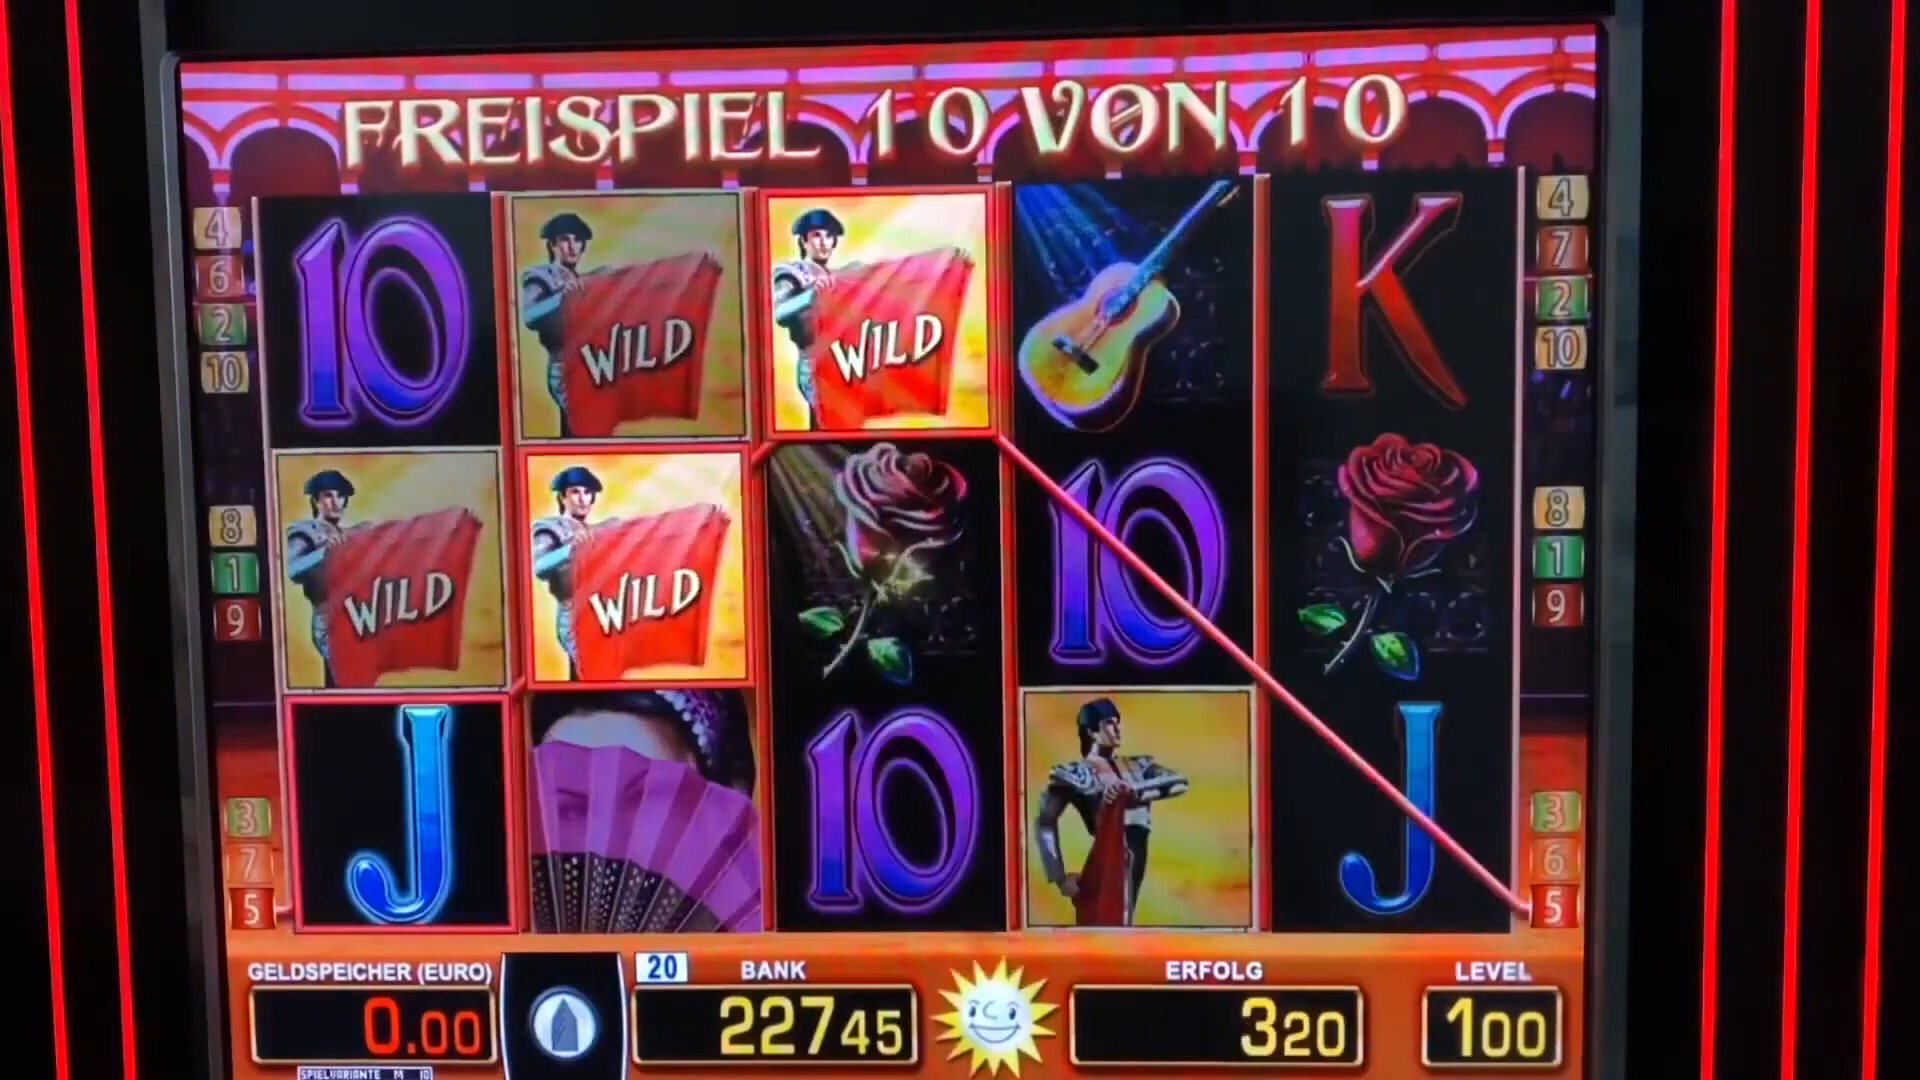 FREISPIEL 10 VON 10
4 10 WILD WILD K 4
6 7
2 2
10 10
8 WILD WILD 10 8
1 1
9 9
3 J 10 J 3
7 6
5 5
GELDSPEICHER (EURO) 20 BANK ERFOLG LEVEL
0.00 22745 320 100
SPIELVARIANTE M 10